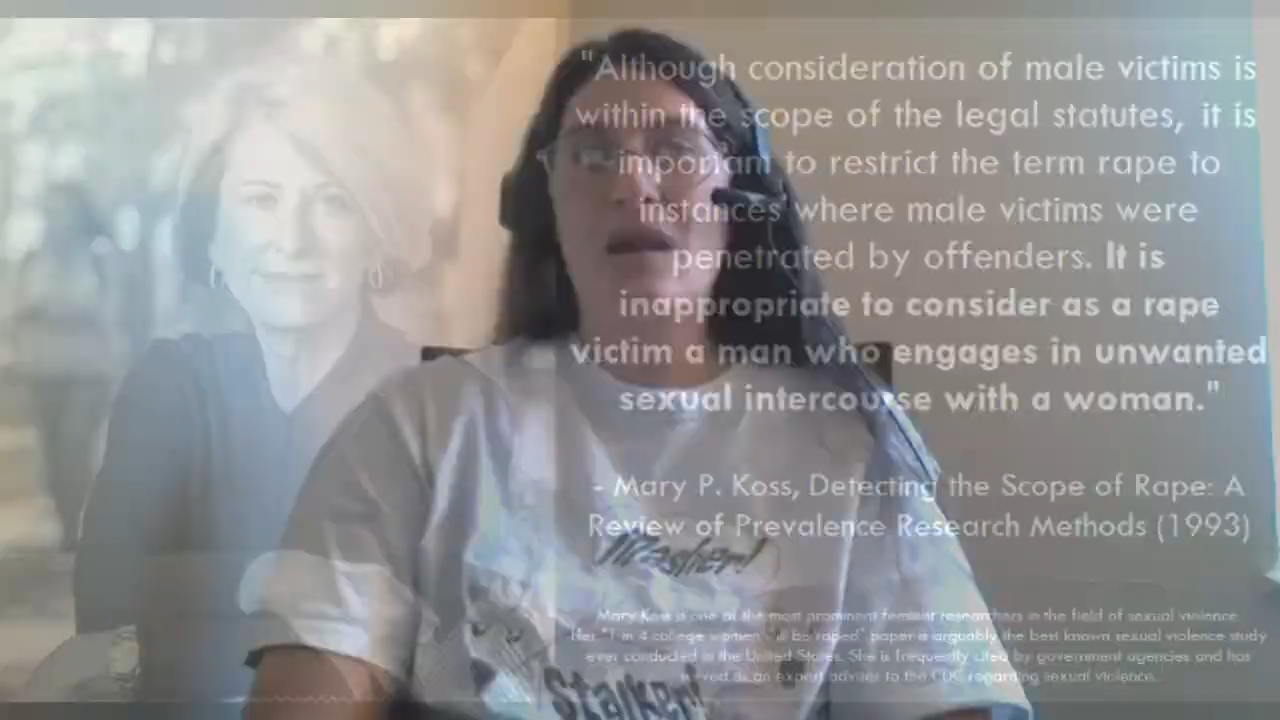 "Although consideration of male victims is
within the scope of the legal statutes, it is
important to restrict the term rape to
instances where male victims were
penetrated by offenders. It is
inappropriate to consider as a rape
victim a man who engages in unwanted
sexual intercourse with a woman."
- Mary P. Koss, Detecting the Scope of Rape: A
Review of Prevalence Research Methods (1993)
Mary Koss is one of the most prominent feminist researchers in the field of sexual violence.
Her "1 in 4 college women will be raped" paper is arguably the best known sexual violence study
ever conducted in the United States. She is frequently cited by government agencies and has
served as an expert adviser to the CDC regarding sexual violence.
Stalker!